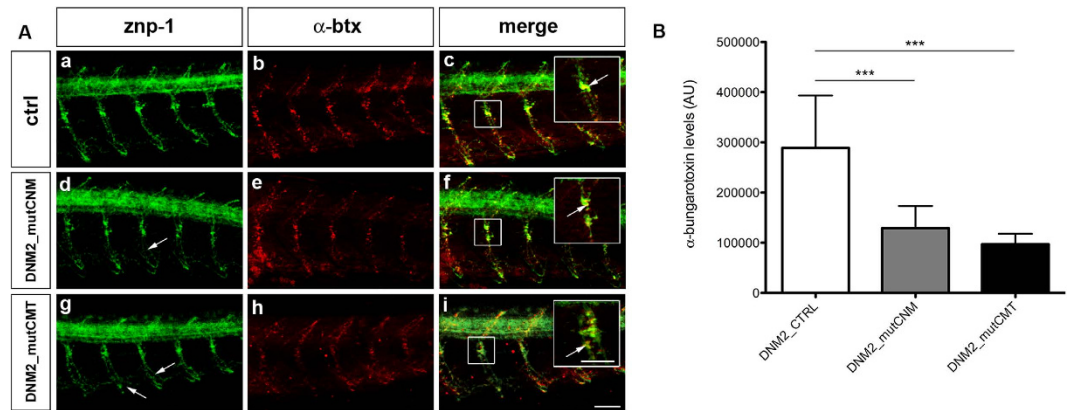 A
znp-1
α-btx
merge
ctrl
a
b
c
DNM2_mutCNM
d
e
f
DNM2_mutCMT
g
h
i
B
α-bungarotoxin levels (AU)
500000
400000
300000
200000
100000
0
***
***
DNM2_CTRL
DNM2_mutCNM
DNM2_mutCMT